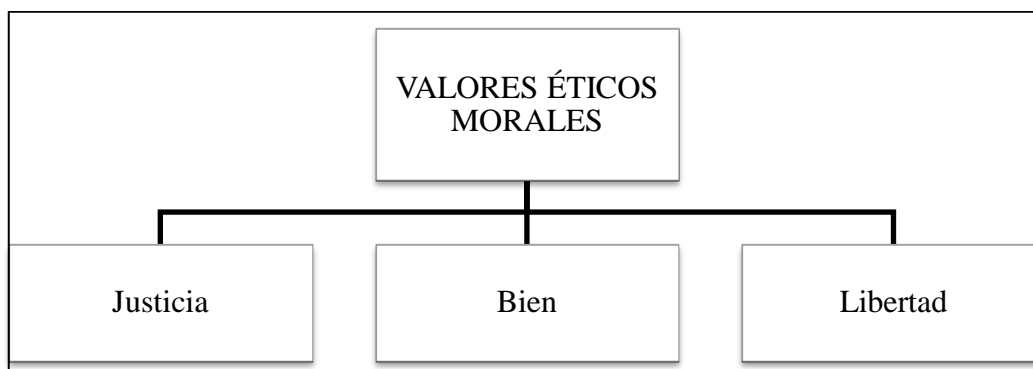 VALORES ÉTICOS
MORALES
Justicia
Bien
Libertad